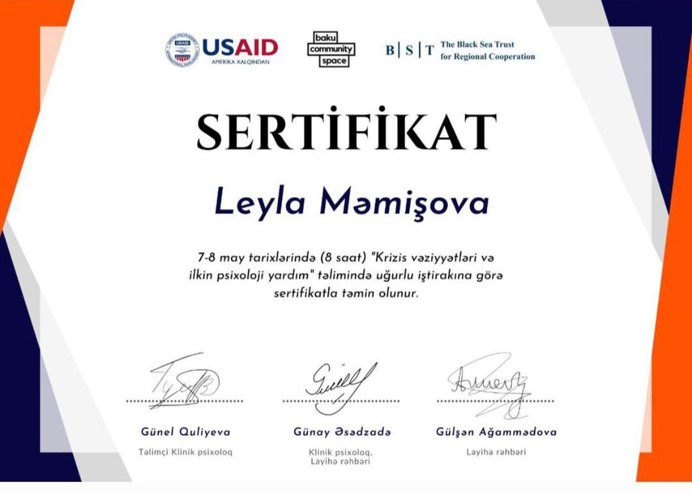 USAID
AMERİKA XALQINDAN
baku
community
space
B|S|T The Black Sea Trust
for Regional Cooperation
SERTİFİKAT
Leyla Məmişova
7-8 may tarixlərində (8 saat) "Krizis vəziyyətləri və
ilkin psixoloji yardım" təlimində uğurlu iştirakına görə
sertifikatla təmin olunur.
Günel Quliyeva
Təlimçi Klinik psixoloq
Günay Əsədzadə
Klinik psixoloq,
Layihə rəhbəri
Gülşən Ağammədova
Layihə rəhbəri